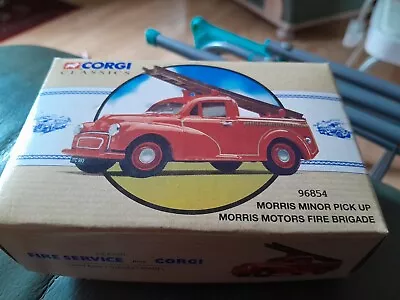 CORGI
CLASSICS
96854
MORRIS MINOR PICK UP
MORRIS MOTORS FIRE BRIGADE
FIRE SERVICE CORGI